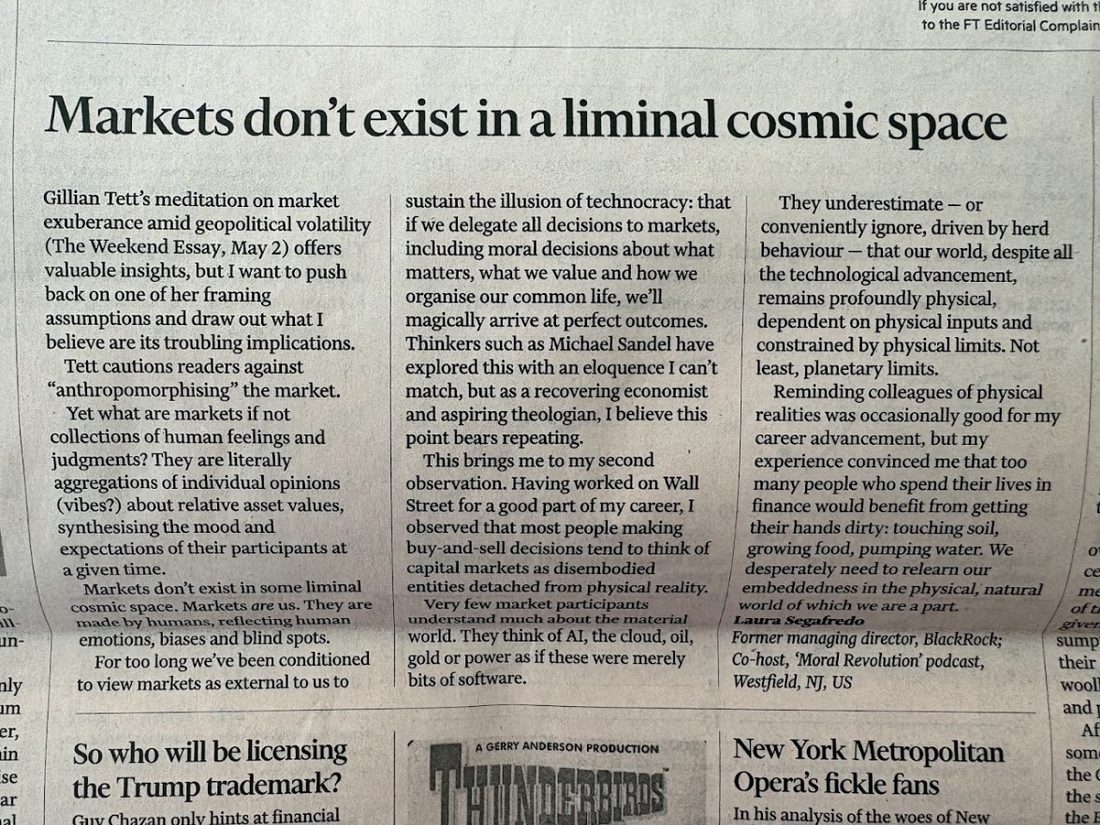 If you are not satisfied with
to the FT Editorial
Markets don't exist in a liminal cosmic space
Gillian Tett's meditation on market
exuberance amid geopolitical volatility
(The Weekend Essay, May 2) offers
valuable insights, but I want to push
back on one of her framing
assumptions and draw out what I
believe are its troubling implications.
Tett cautions readers against
“anthropomorphising” the market.
Yet what are markets if not
collections of human feelings and
judgments? They are literally
aggregations of individual opinions
(vibes?) about relative asset values,
synthesising the mood and
expectations of their participants at
a given time.
Markets don't exist in some liminal
cosmic space. Markets are us. They are
made by humans, reflecting human
emotions, biases and blind spots.
For too long we've been conditioned
to view markets as external to us to
sustain the illusion of technocracy: that
if we delegate all decisions to markets,
including moral decisions about what
matters, what we value and how we
organise our common life, we'll
magically arrive at perfect outcomes.
Thinkers such as Michael Sandel have
explored this with an eloquence I can't
match, but as a recovering economist
and aspiring theologian, I believe this
point bears repeating.
This brings me to my second
observation. Having worked on Wall
Street for a good part of my career, I
observed that most people making
buy-and-sell decisions tend to think of
capital markets as disembodied
entities detached from physical reality.
Very few market participants
understand much about the material
world. They think of AI, the cloud, oil,
gold or power as if these were merely
bits of software.
They underestimate — or
conveniently ignore, driven by herd
behaviour — that our world, despite all
the technological advancement,
remains profoundly physical,
dependent on physical inputs and
constrained by physical limits. Not
least, planetary limits.
Reminding colleagues of physical
realities was occasionally good for my
career advancement, but my
experience convinced me that too
many people who spend their lives in
finance would benefit from getting
their hands dirty: touching soil,
growing food, pumping water. We
desperately need to relearn our
embeddedness in the physical, natural
world of which we are a part.
Laura Segafredo
Former managing director, BlackRock;
Co-host, ‘Moral Revolution’ podcast,
Westfield, NJ, US
So who will be licensing
the Trump trademark?
Guy Chazan only hints at financial
A GERRY ANDERSON PRODUCTION
THUNDERBIRDS
New York Metropolitan
Opera's fickle fans
In his analysis of the woes of New